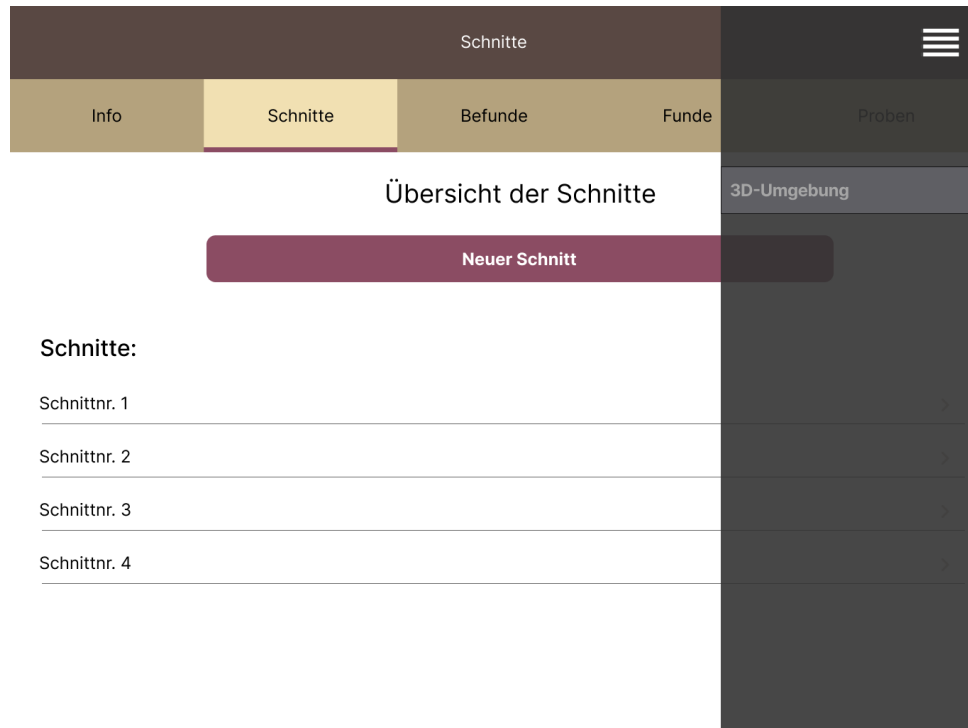 Schnitte
Info Schnitte Befunde Funde Proben
Übersicht der Schnitte
3D-Umgebung
Neuer Schnitt
Schnitte:
Schnittnr. 1
Schnittnr. 2
Schnittnr. 3
Schnittnr. 4